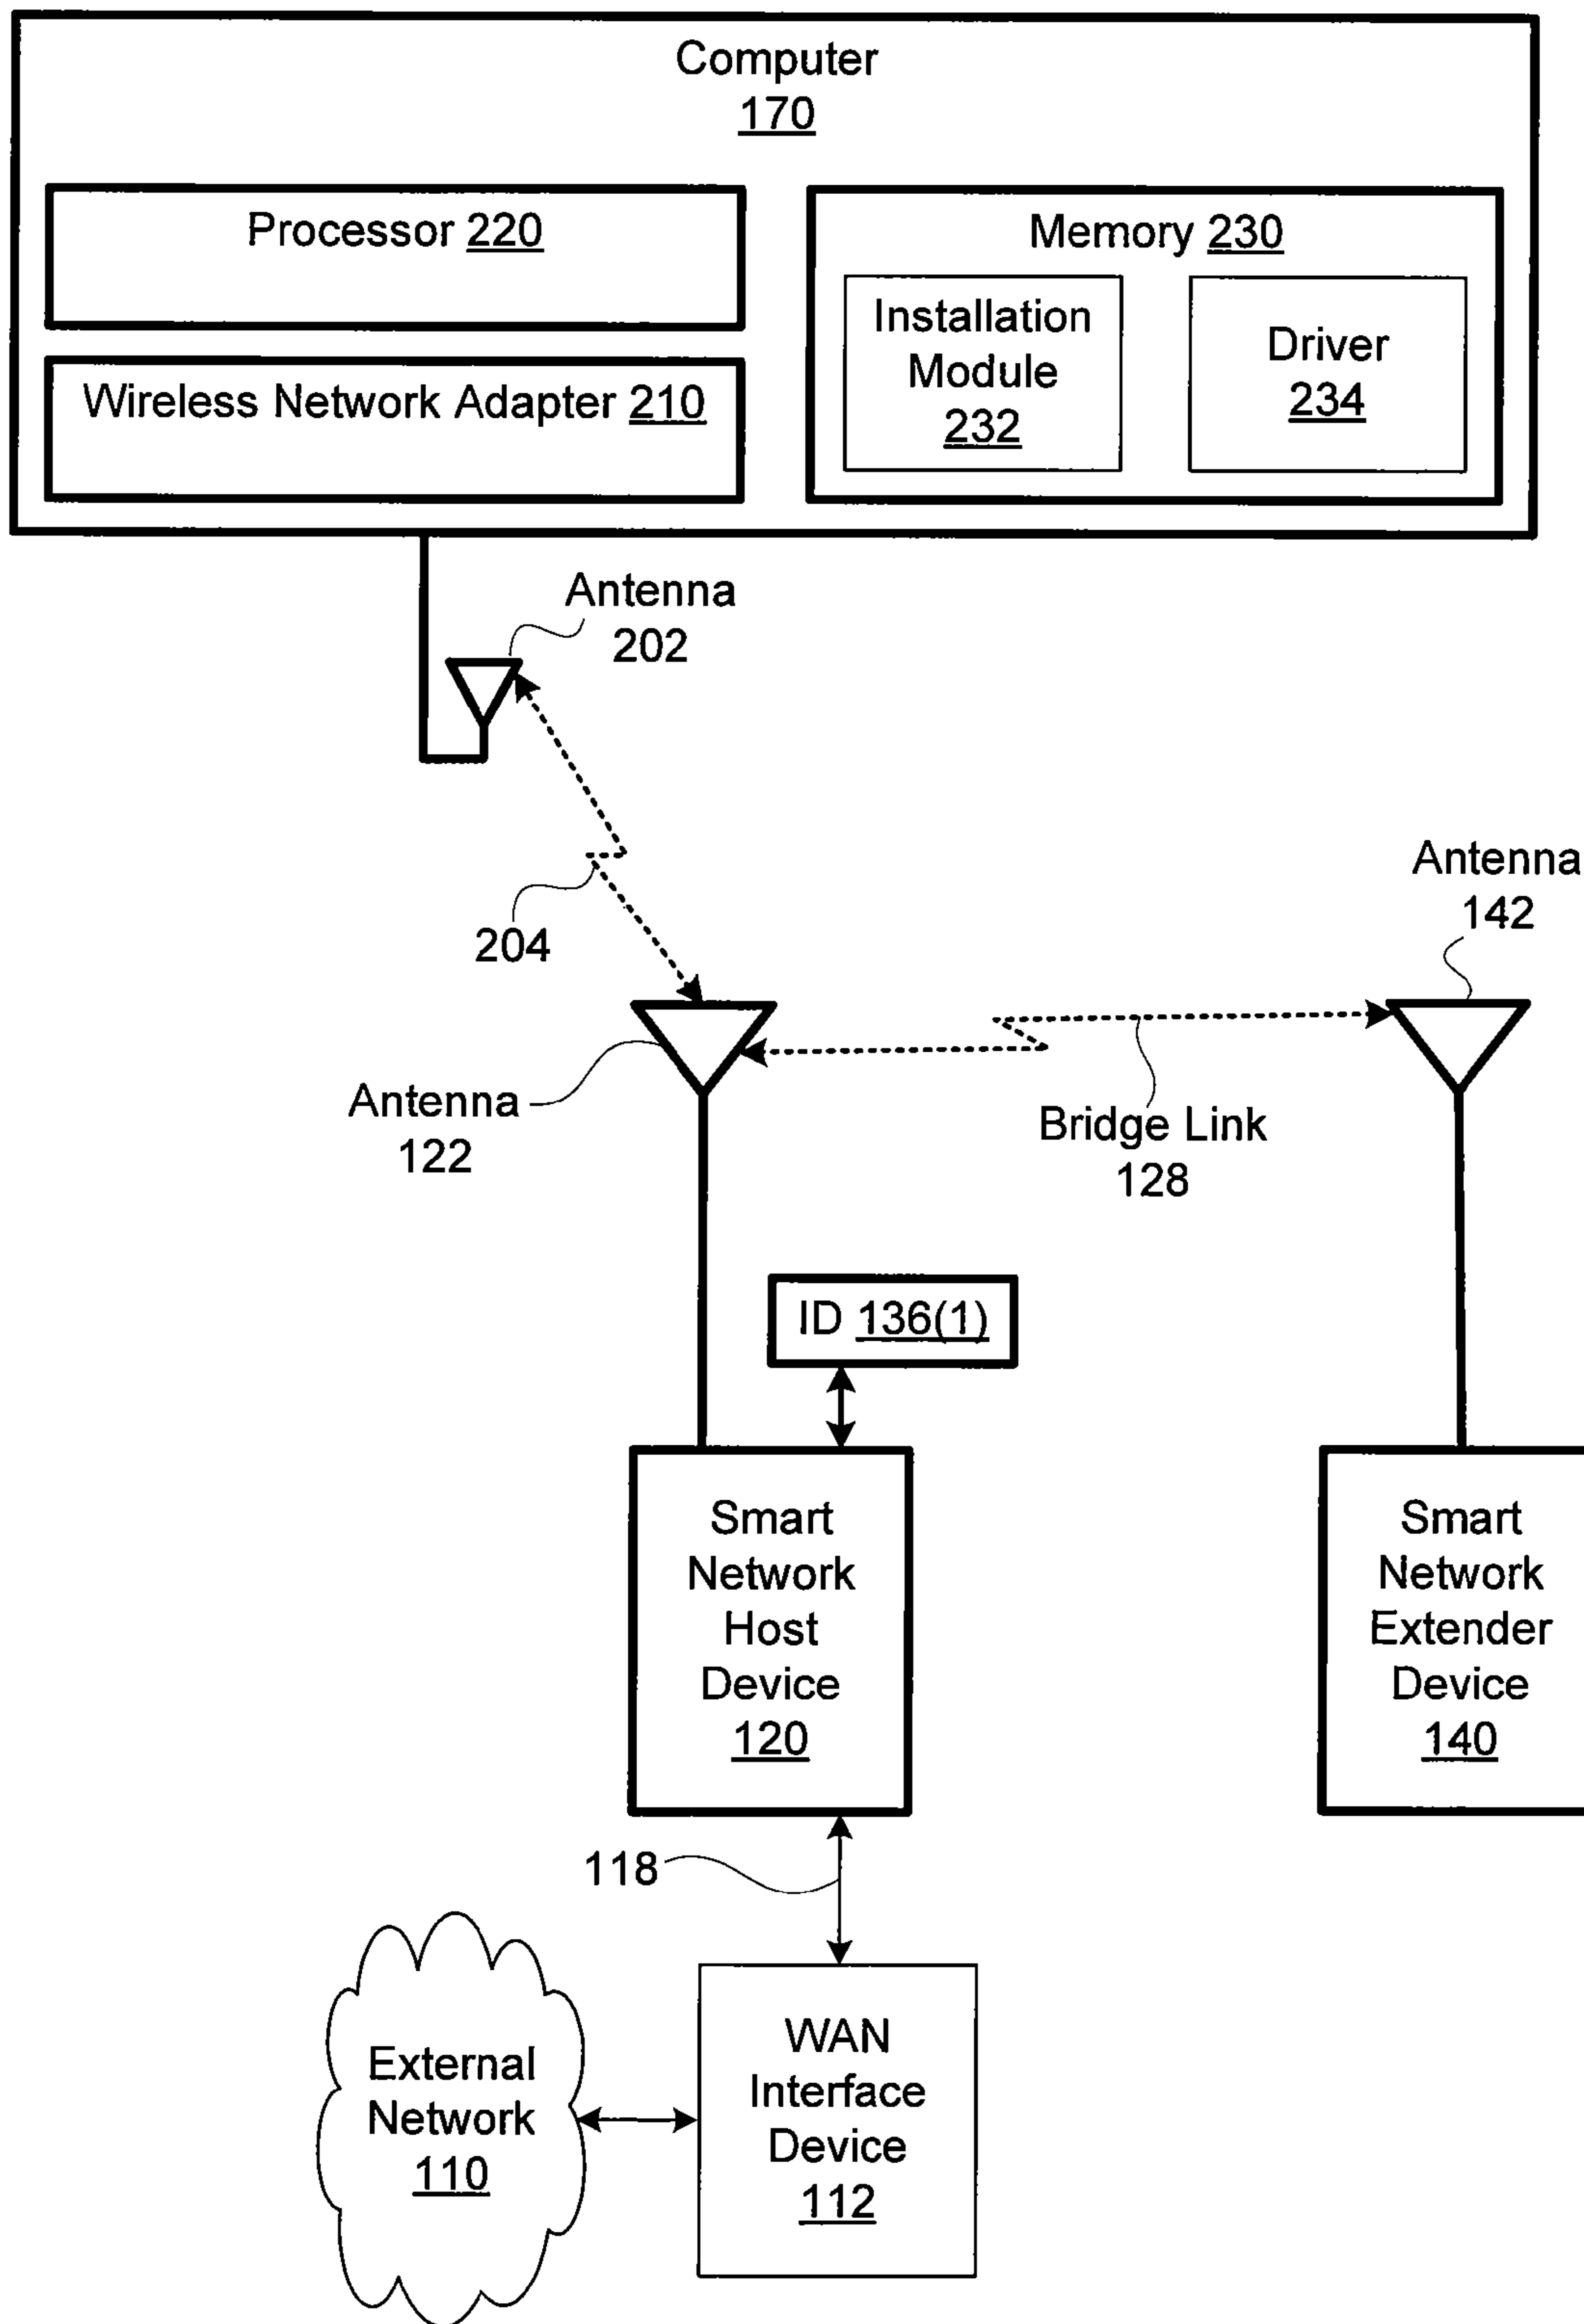 Computer
170
Processor 220
Wireless Network Adapter 210
Memory 230
Installation
Module
232
Driver
234
Antenna
202
204
Antenna
142
Antenna
122
Bridge Link
128
ID 136(1)
Smart
Network
Host
Device
120
Smart
Network
Extender
Device
140
118
External
Network
110
WAN
Interface
Device
112